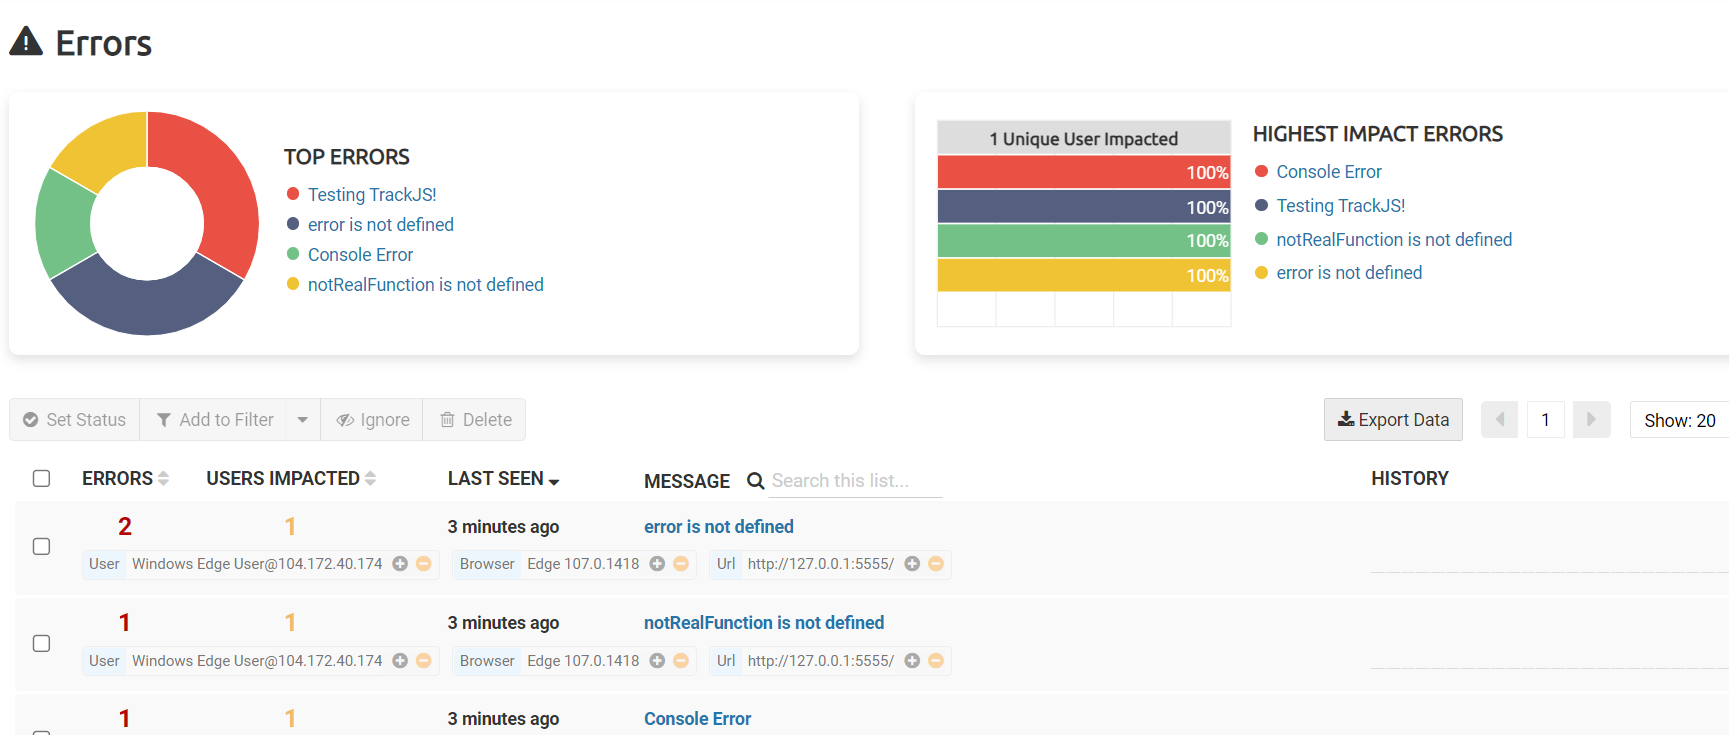 Errors
TOP ERRORS
Testing TrackJS!
error is not defined
Console Error
notRealFunction is not defined
1 Unique User Impacted
100%
100%
100%
100%
HIGHEST IMPACT ERRORS
Console Error
Testing TrackJS!
notRealFunction is not defined
error is not defined
Set Status Add to Filter Ignore Delete
Export Data 1 Show: 20
ERRORS USERS IMPACTED LAST SEEN MESSAGE Search this list... HISTORY
2 1 3 minutes ago error is not defined
User Windows Edge User@104.172.40.174 Browser Edge 107.0.1418 Url http://127.0.0.1:5555/
1 1 3 minutes ago notRealFunction is not defined
User Windows Edge User@104.172.40.174 Browser Edge 107.0.1418 Url http://127.0.0.1:5555/
1 1 3 minutes ago Console Error